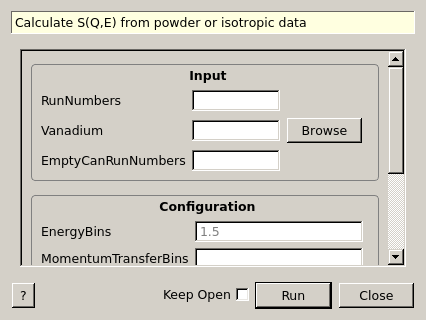 Calculate S(Q,E) from powder or isotropic data
Input
RunNumbers
Vanadium
Browse
EmptyCanRunNumbers
Configuration
EnergyBins
1.5
MomentumTransferBins
?
Keep Open
Run
Close